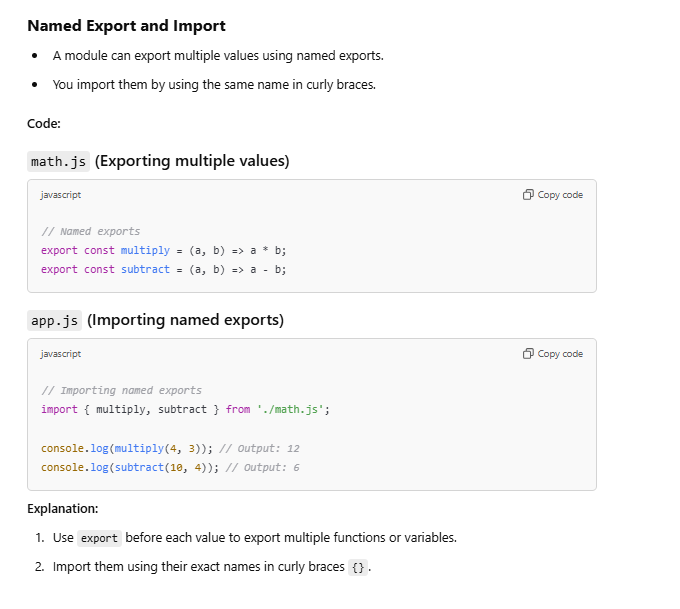 Named Export and Import
• A module can export multiple values using named exports.
• You import them by using the same name in curly braces.
Code:
math.js (Exporting multiple values)
javascript Copy code
// Named exports
export const multiply = (a, b) => a * b;
export const subtract = (a, b) => a - b;
app.js (Importing named exports)
javascript Copy code
// Importing named exports
import { multiply, subtract } from './math.js';
console.log(multiply(4, 3)); // Output: 12
console.log(subtract(10, 4)); // Output: 6
Explanation:
1. Use export before each value to export multiple functions or variables.
2. Import them using their exact names in curly braces {}.